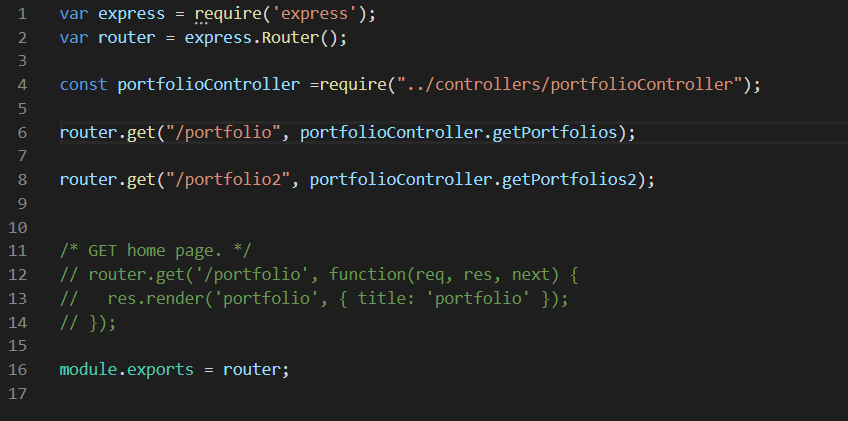 1 var express = require('express');
2 var router = express.Router();
3
4 const portfolioController =require("../controllers/portfolioController");
5
6 router.get("/portfolio", portfolioController.getPortfolios);
7
8 router.get("/portfolio2", portfolioController.getPortfolios2);
9
10
11 /* GET home page. */
12 // router.get('/portfolio', function(req, res, next) {
13 //   res.render('portfolio', { title: 'portfolio' });
14 // });
15
16 module.exports = router;
17